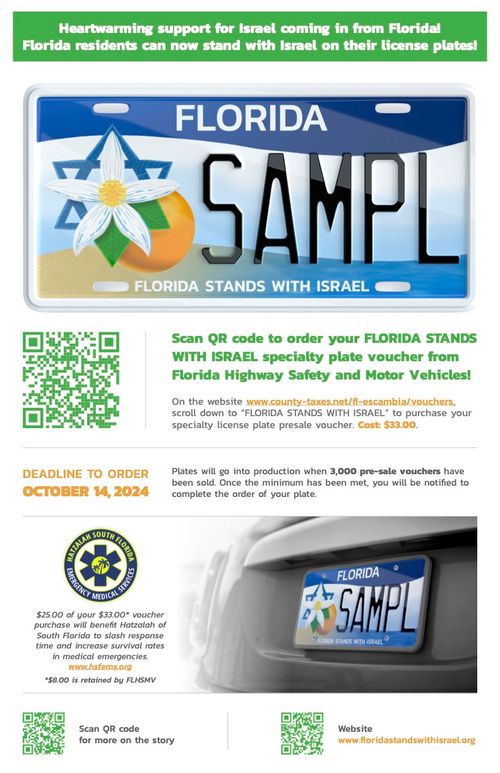 Heartwarming support for Israel coming in from Florida!
Florida residents can now stand with Israel on their license plates!
FLORIDA
SAMPL
FLORIDA STANDS WITH ISRAEL
Scan QR code to order your FLORIDA STANDS
WITH ISRAEL specialty plate voucher from
Florida Highway Safety and Motor Vehicles!
On the website www.county-taxes.net/fl-escambia/vouchers,
scroll down to "FLORIDA STANDS WITH ISRAEL" to purchase your
specialty license plate presale voucher. Cost: $33.00.
DEADLINE TO ORDER
OCTOBER 14, 2024
Plates will go into production when 3,000 pre-sale vouchers have
been sold. Once the minimum has been met, you will be notified to
complete the order of your plate.
HATZALAH SOUTH FLORIDA
EMERGENCY MEDICAL SERVICES
$25.00 of your $33.00* voucher
purchase will benefit Hatzalah of
South Florida to slash response
time and increase survival rates
in medical emergencies.
www.hsfems.org
*$8.00 is retained by FLHSMV
FLORIDA
SAMPL
FLORIDA STANDS WITH ISRAEL
Scan QR code
for more on the story
Website
www.floridastandswithisrael.org